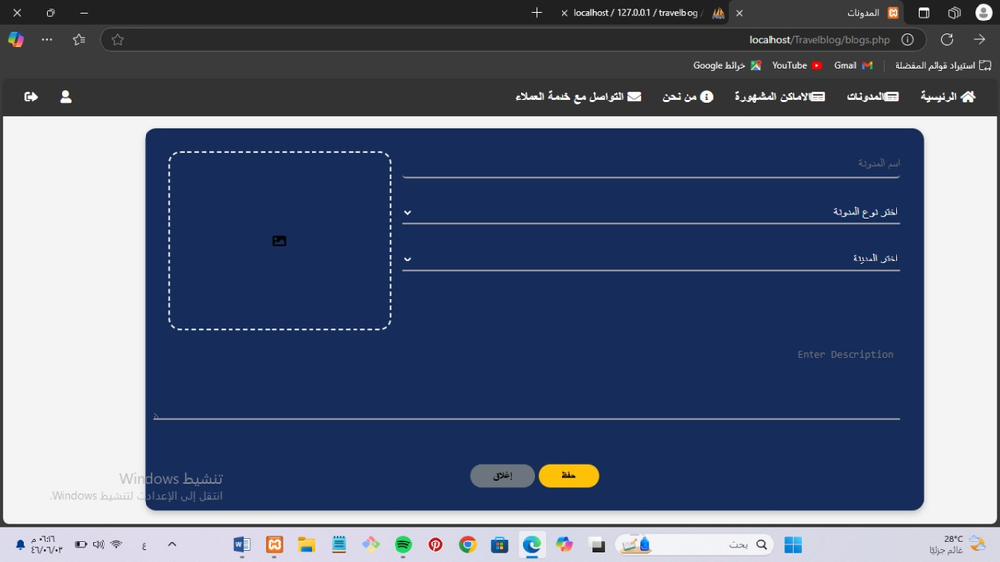 المدونات
localhost / 127.0.0.1 / travelblog /
localhost/Travelblog/blogs.php
استيراد قوائم المفضلة
Gmail
YouTube
خرائط Google
الرئيسية
المدونات
الاماكن المشهورة
من نحن
التواصل مع خدمة العملاء
اسم المدونة
اختر نوع المدونة
اختر المدينة
Enter Description
حفظ
إغلاق
تنشيط Windows
انتقل إلى الإعدادات لتنشيط Windows.
28°C
غائم جزئيًا
بحث
ع
٠٦:١٦ م
٤٦/٠٦/٠٣